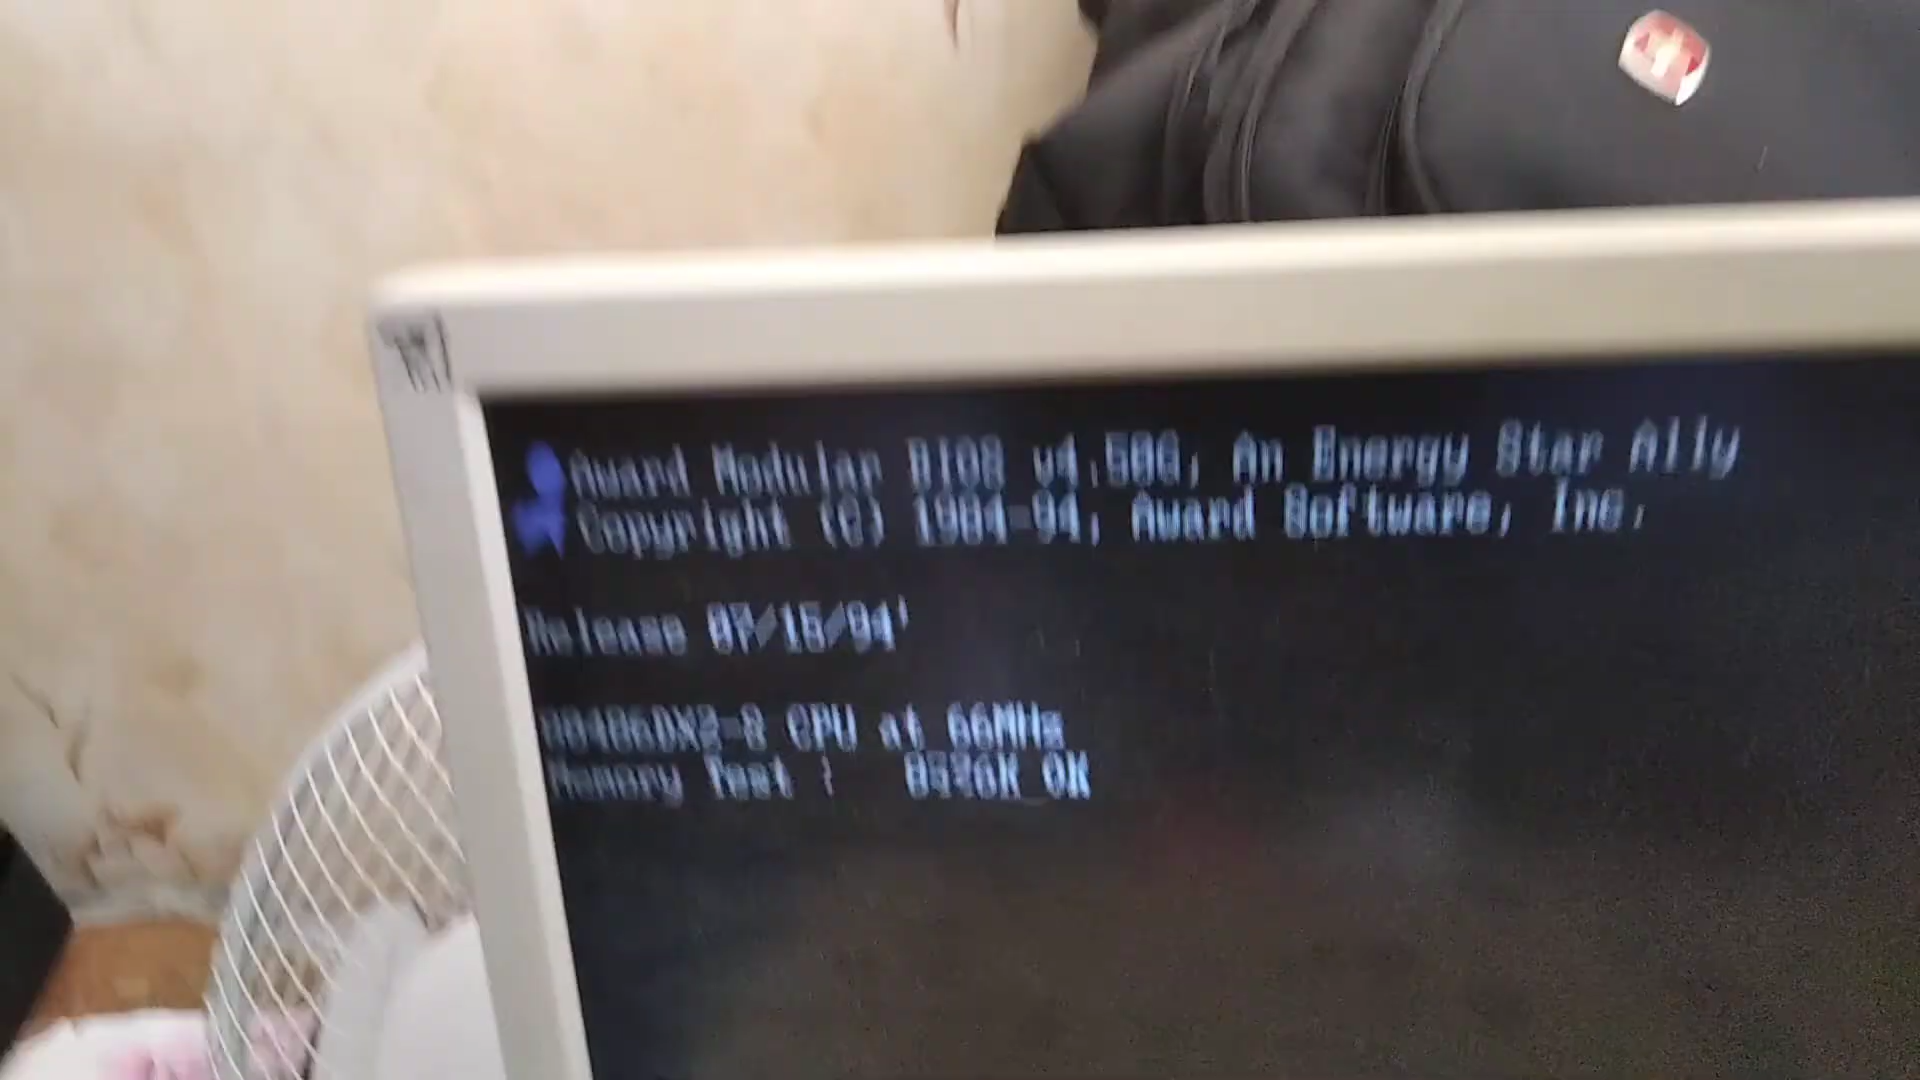 Award Modular BIOS v4.50G, An Energy Star Ally
Copyright (C) 1984-94, Award Software, Inc.
Release 07/15/94'
CPU at 66MHz
Memory Test : OK